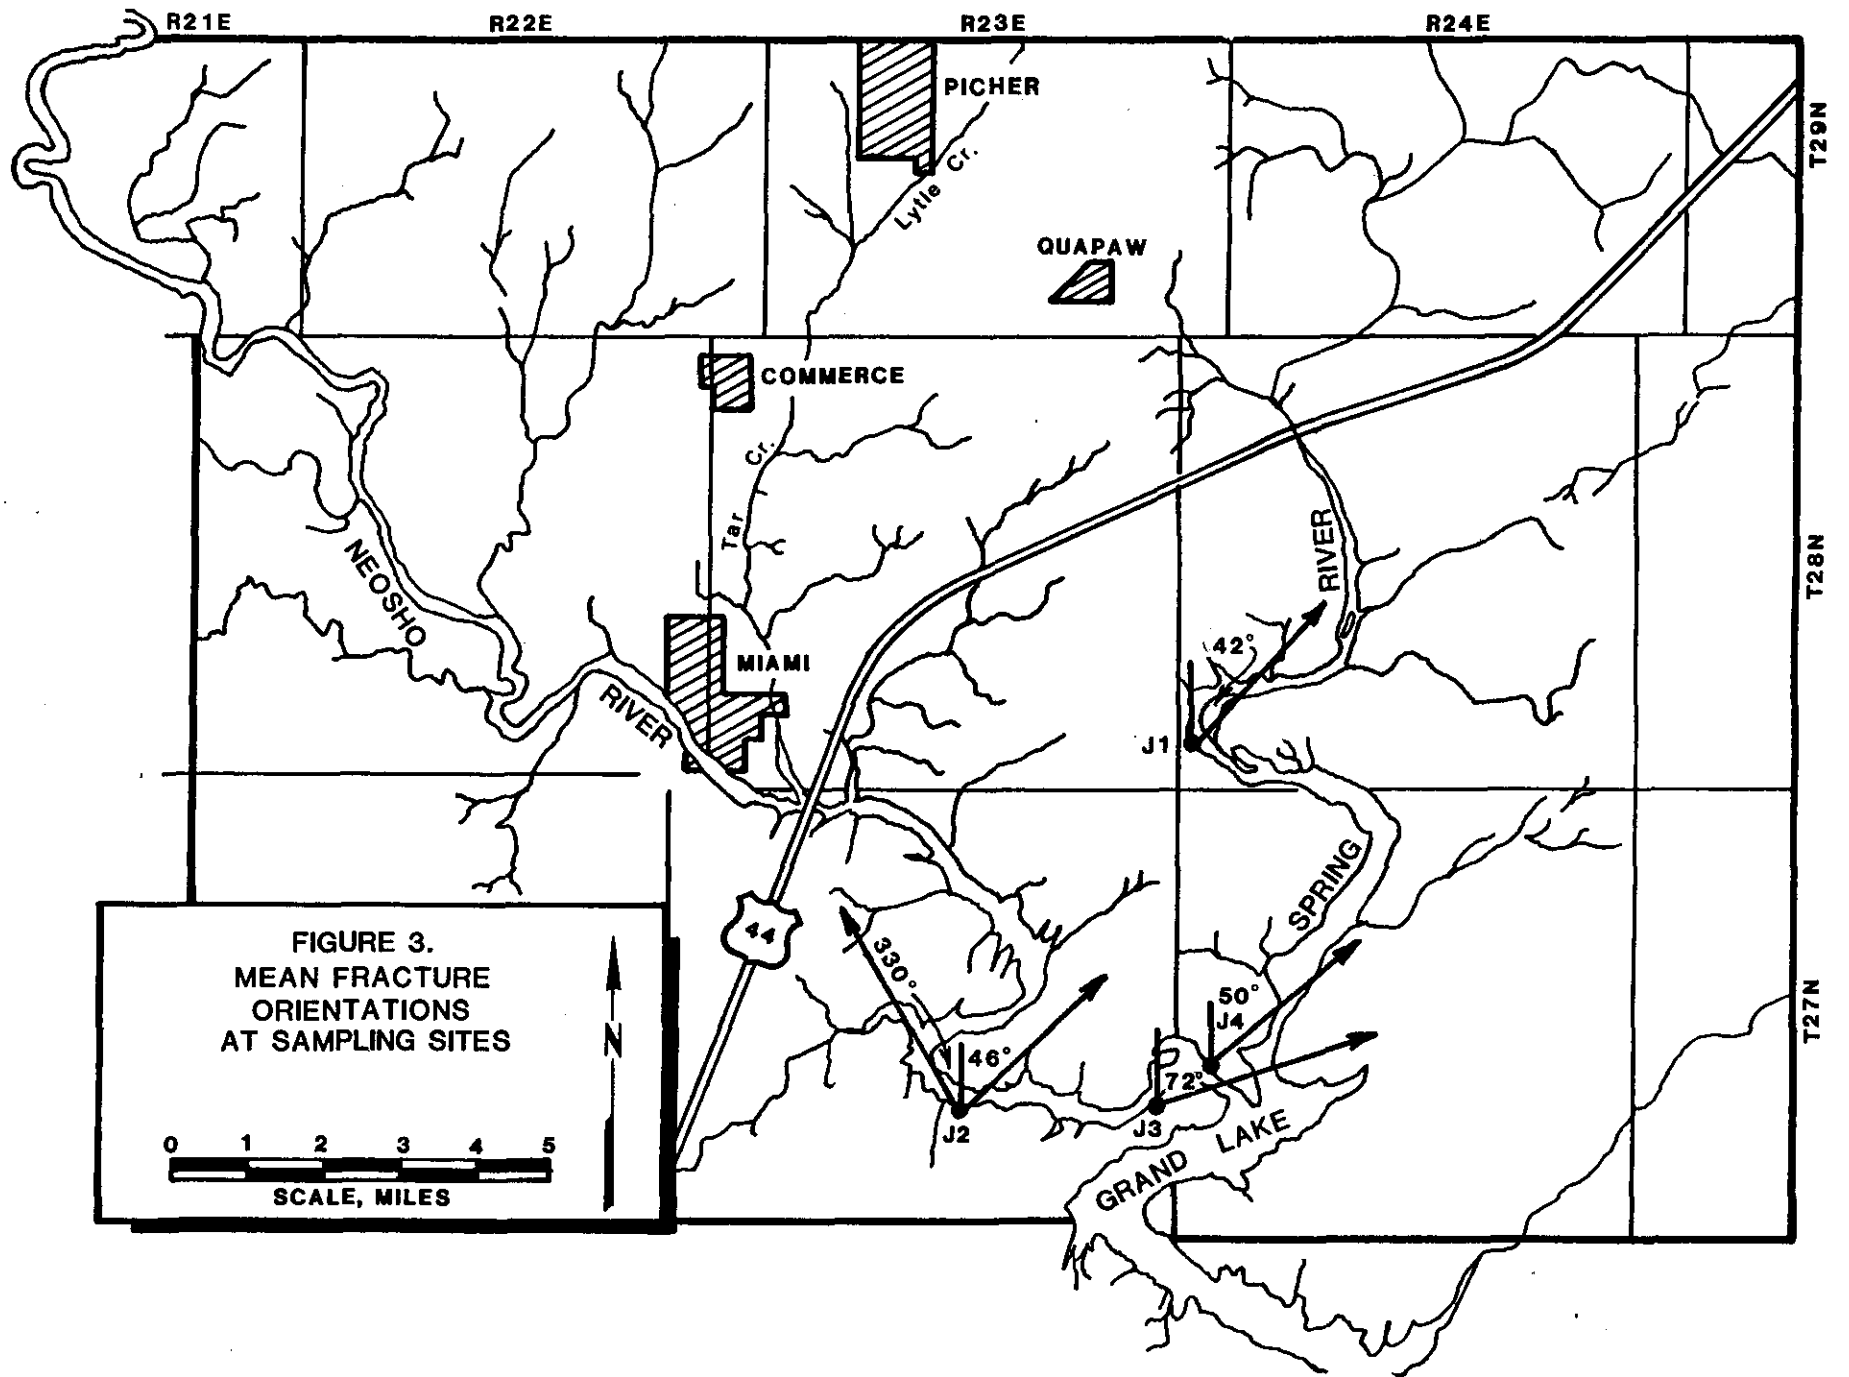 R21E
R22E
R23E
R24E
PICHER
T29N
Lytle Cr.
QUAPAW
COMMERCE
Tar Cr.
NEOSHO
RIVER
T28N
RIVER
MIAMI
42°
J1
SPRING
44
330°
46°
J2
50°
J4
72°
J3
T27N
GRAND LAKE
FIGURE 3.
MEAN FRACTURE
ORIENTATIONS
AT SAMPLING SITES
N
0 1 2 3 4 5
SCALE, MILES